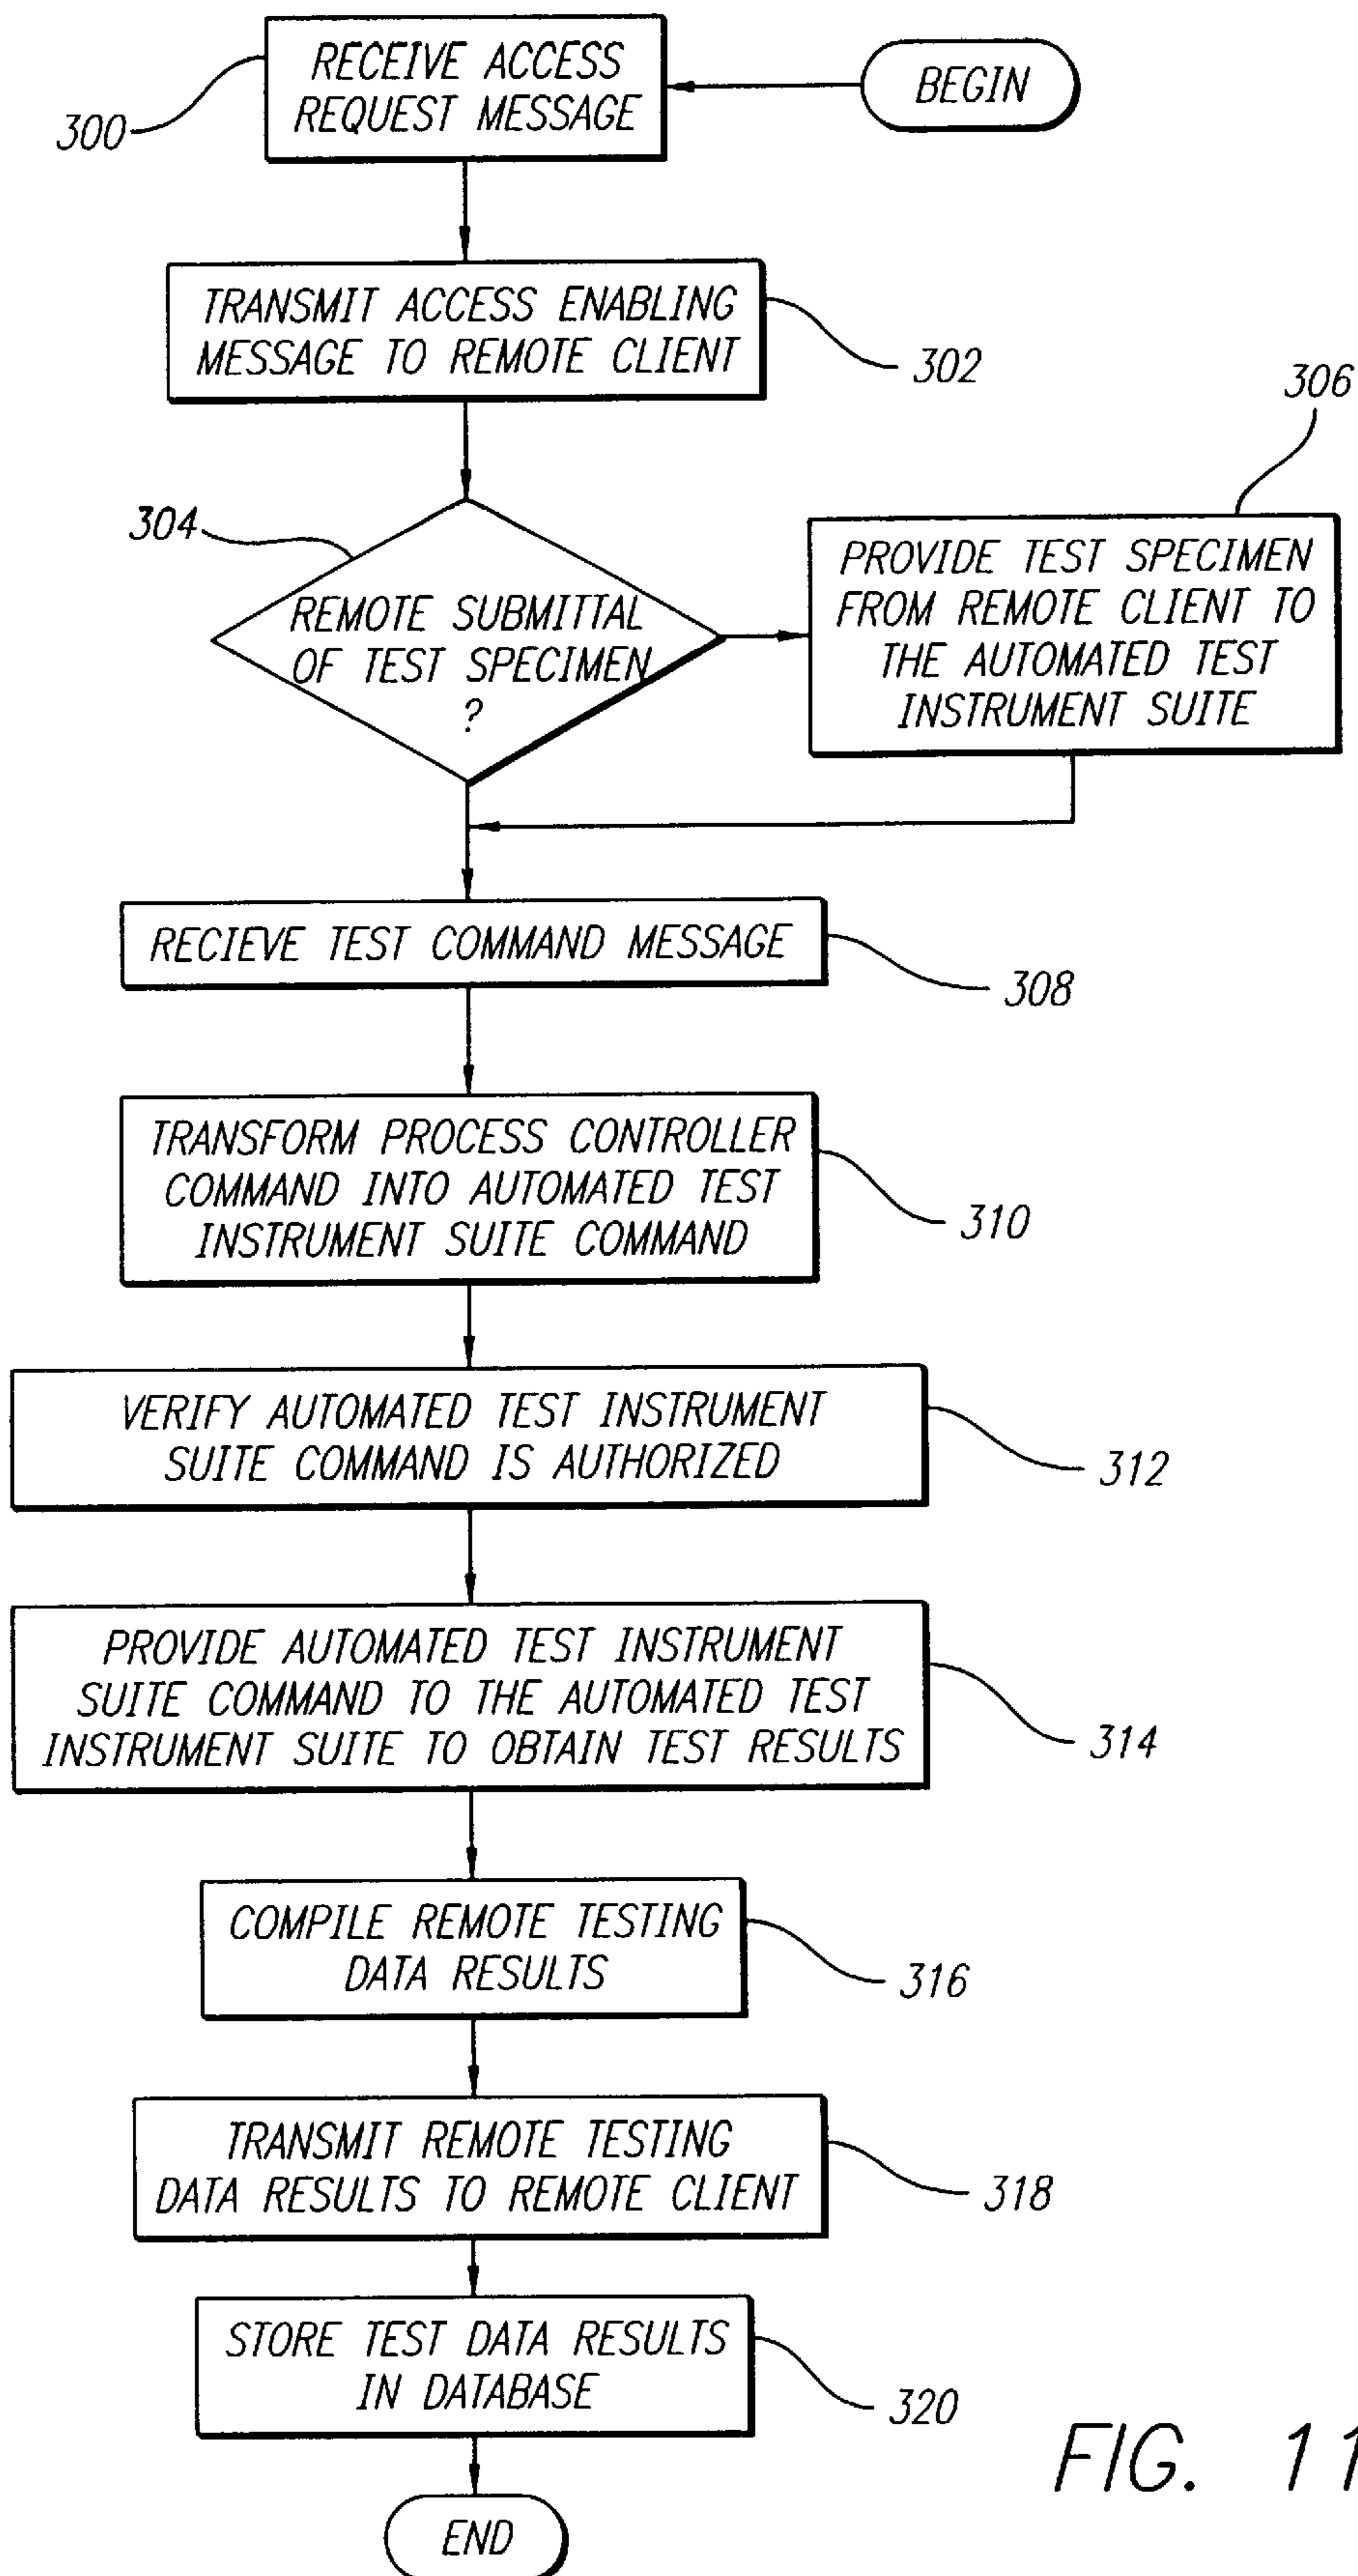 RECEIVE ACCESS
REQUEST MESSAGE
BEGIN
300
TRANSMIT ACCESS ENABLING
MESSAGE TO REMOTE CLIENT
302
306
304
REMOTE SUBMITTAL
OF TEST SPECIMEN
?
PROVIDE TEST SPECIMEN
FROM REMOTE CLIENT TO
THE AUTOMATED TEST
INSTRUMENT SUITE
RECIEVE TEST COMMAND MESSAGE
308
TRANSFORM PROCESS CONTROLLER
COMMAND INTO AUTOMATED TEST
INSTRUMENT SUITE COMMAND
310
VERIFY AUTOMATED TEST INSTRUMENT
SUITE COMMAND IS AUTHORIZED
312
PROVIDE AUTOMATED TEST INSTRUMENT
SUITE COMMAND TO THE AUTOMATED TEST
INSTRUMENT SUITE TO OBTAIN TEST RESULTS
314
COMPILE REMOTE TESTING
DATA RESULTS
316
TRANSMIT REMOTE TESTING
DATA RESULTS TO REMOTE CLIENT
318
STORE TEST DATA RESULTS
IN DATABASE
320
FIG. 11
END